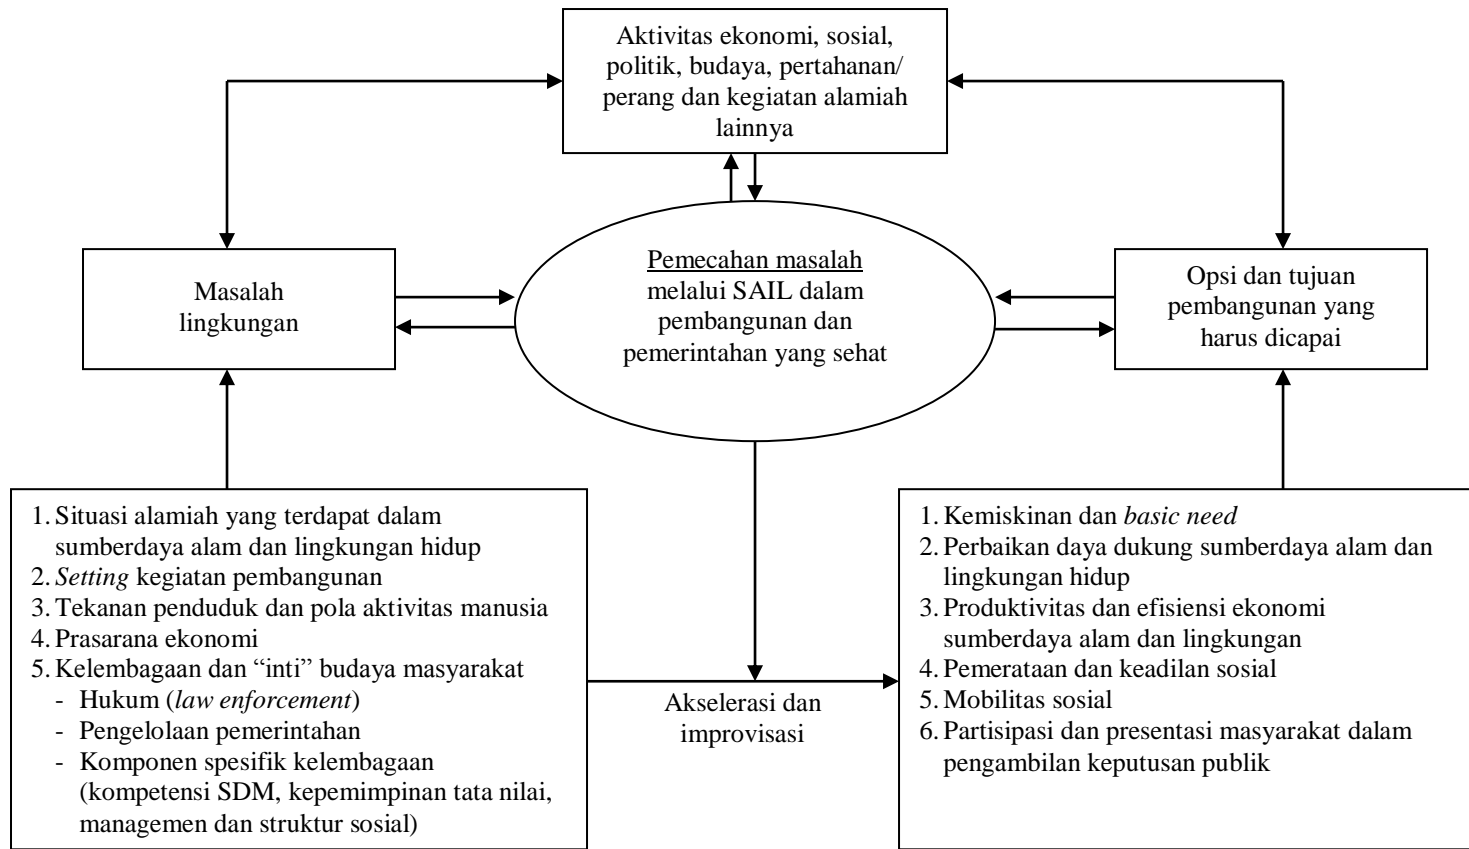 Aktivitas ekonomi, sosial,
politik, budaya, pertahanan/
perang dan kegiatan alamiah
lainnya
Masalah
lingkungan
Pemecahan masalah
melalui SAIL dalam
pembangunan dan
pemerintahan yang sehat
Opsi dan tujuan
pembangunan yang
harus dicapai
1. Situasi alamiah yang terdapat dalam
sumberdaya alam dan lingkungan hidup
2. Setting kegiatan pembangunan
3. Tekanan penduduk dan pola aktivitas manusia
4. Prasarana ekonomi
5. Kelembagaan dan “inti” budaya masyarakat
- Hukum (law enforcement)
- Pengelolaan pemerintahan
- Komponen spesifik kelembagaan
(kompetensi SDM, kepemimpinan tata nilai,
managemen dan struktur sosial)
Akselerasi dan
improvisasi
1. Kemiskinan dan basic need
2. Perbaikan daya dukung sumberdaya alam dan
lingkungan hidup
3. Produktivitas dan efisiensi ekonomi
sumberdaya alam dan lingkungan
4. Pemerataan dan keadilan sosial
5. Mobilitas sosial
6. Partisipasi dan presentasi masyarakat dalam
pengambilan keputusan publik